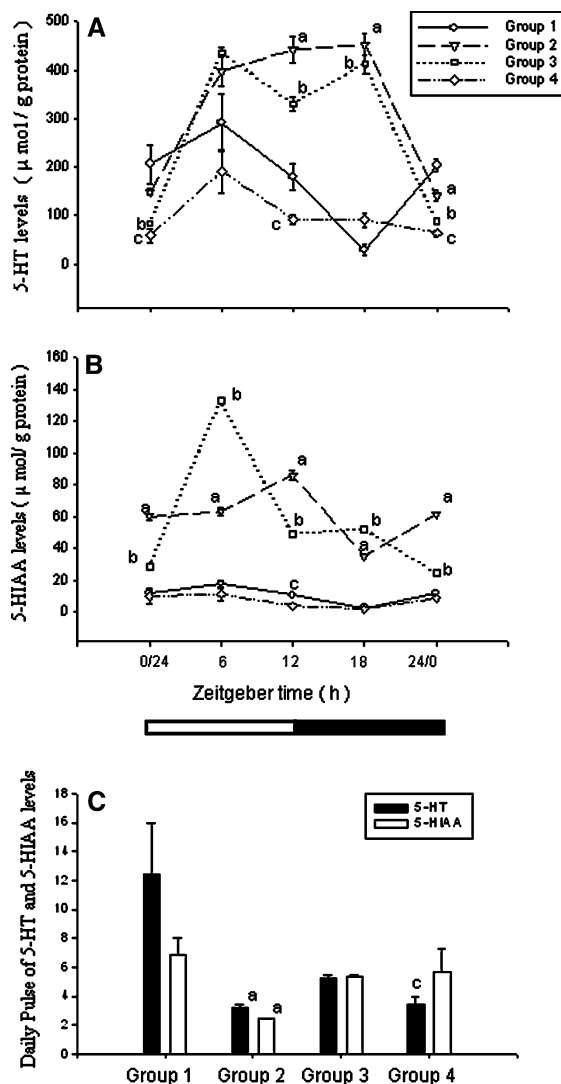 A
Group 1
Group 2
Group 3
Group 4
5-HT levels ( μ mol / g protein )
500
400
300
200
100
0
a
a
b
b
b
c
c
a
b
c
B
5-HIAA levels ( μ mol/ g protein )
160
140
120
100
80
60
40
20
0
b
a
a
a
a
b
b
b
a
c
b
0/24
6
12
18
24/0
Zeitgeber time ( h )
C
5-HT
5-HIAA
Daily Pulse of 5-HT and 5-HIAA levels
18
16
14
12
10
8
6
4
2
0
a
a
c
Group 1
Group 2
Group 3
Group 4